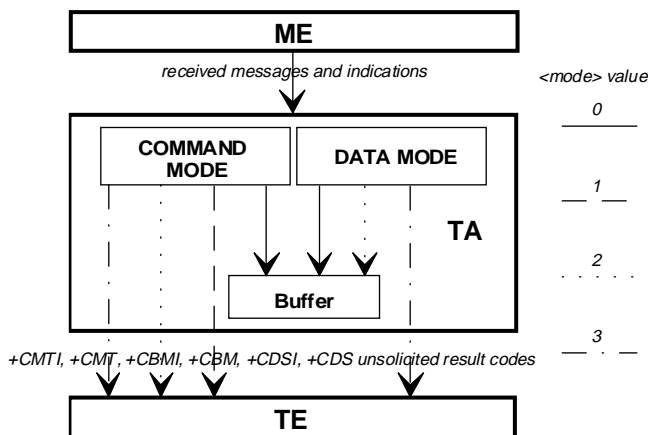 ME
received messages and indications
<mode> value
0
COMMAND
MODE
DATA MODE
1
TA
2
Buffer
3
+CMTI, +CMT, +CBMI, +CBM, +CDSI, +CDS unsolicited result codes
TE